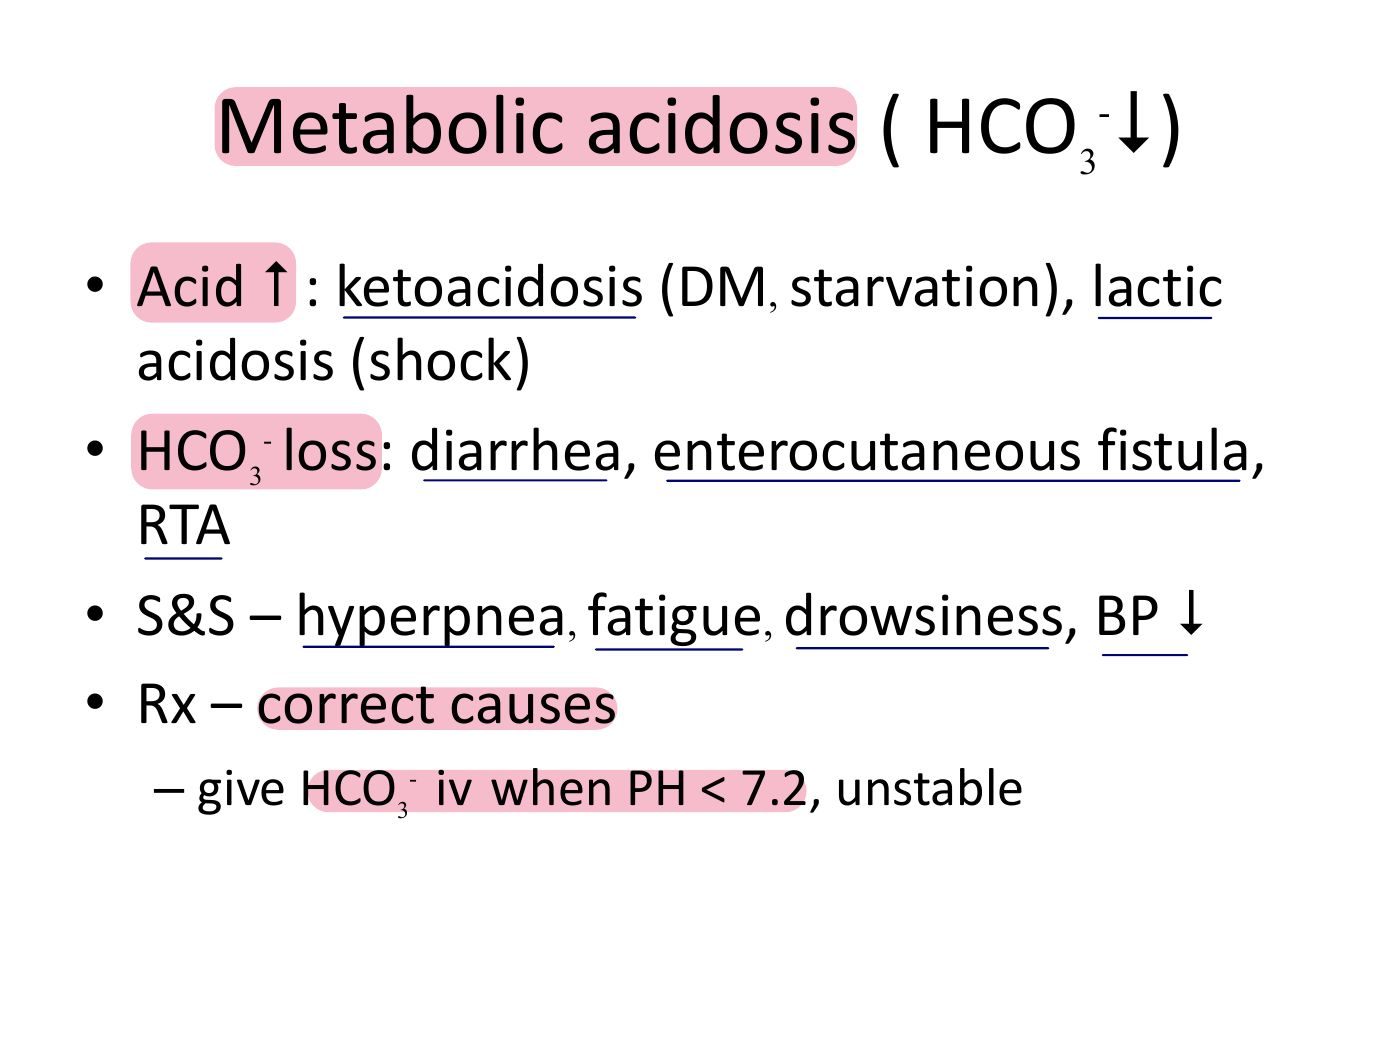 Metabolic acidosis ( HCO₃⁻↓)
• Acid ↑ : ketoacidosis (DM, starvation), lactic
acidosis (shock)
• HCO₃⁻ loss: diarrhea, enterocutaneous fistula,
RTA
• S&S – hyperpnea, fatigue, drowsiness, BP ↓
• Rx – correct causes
– give HCO₃⁻ iv when PH < 7.2, unstable